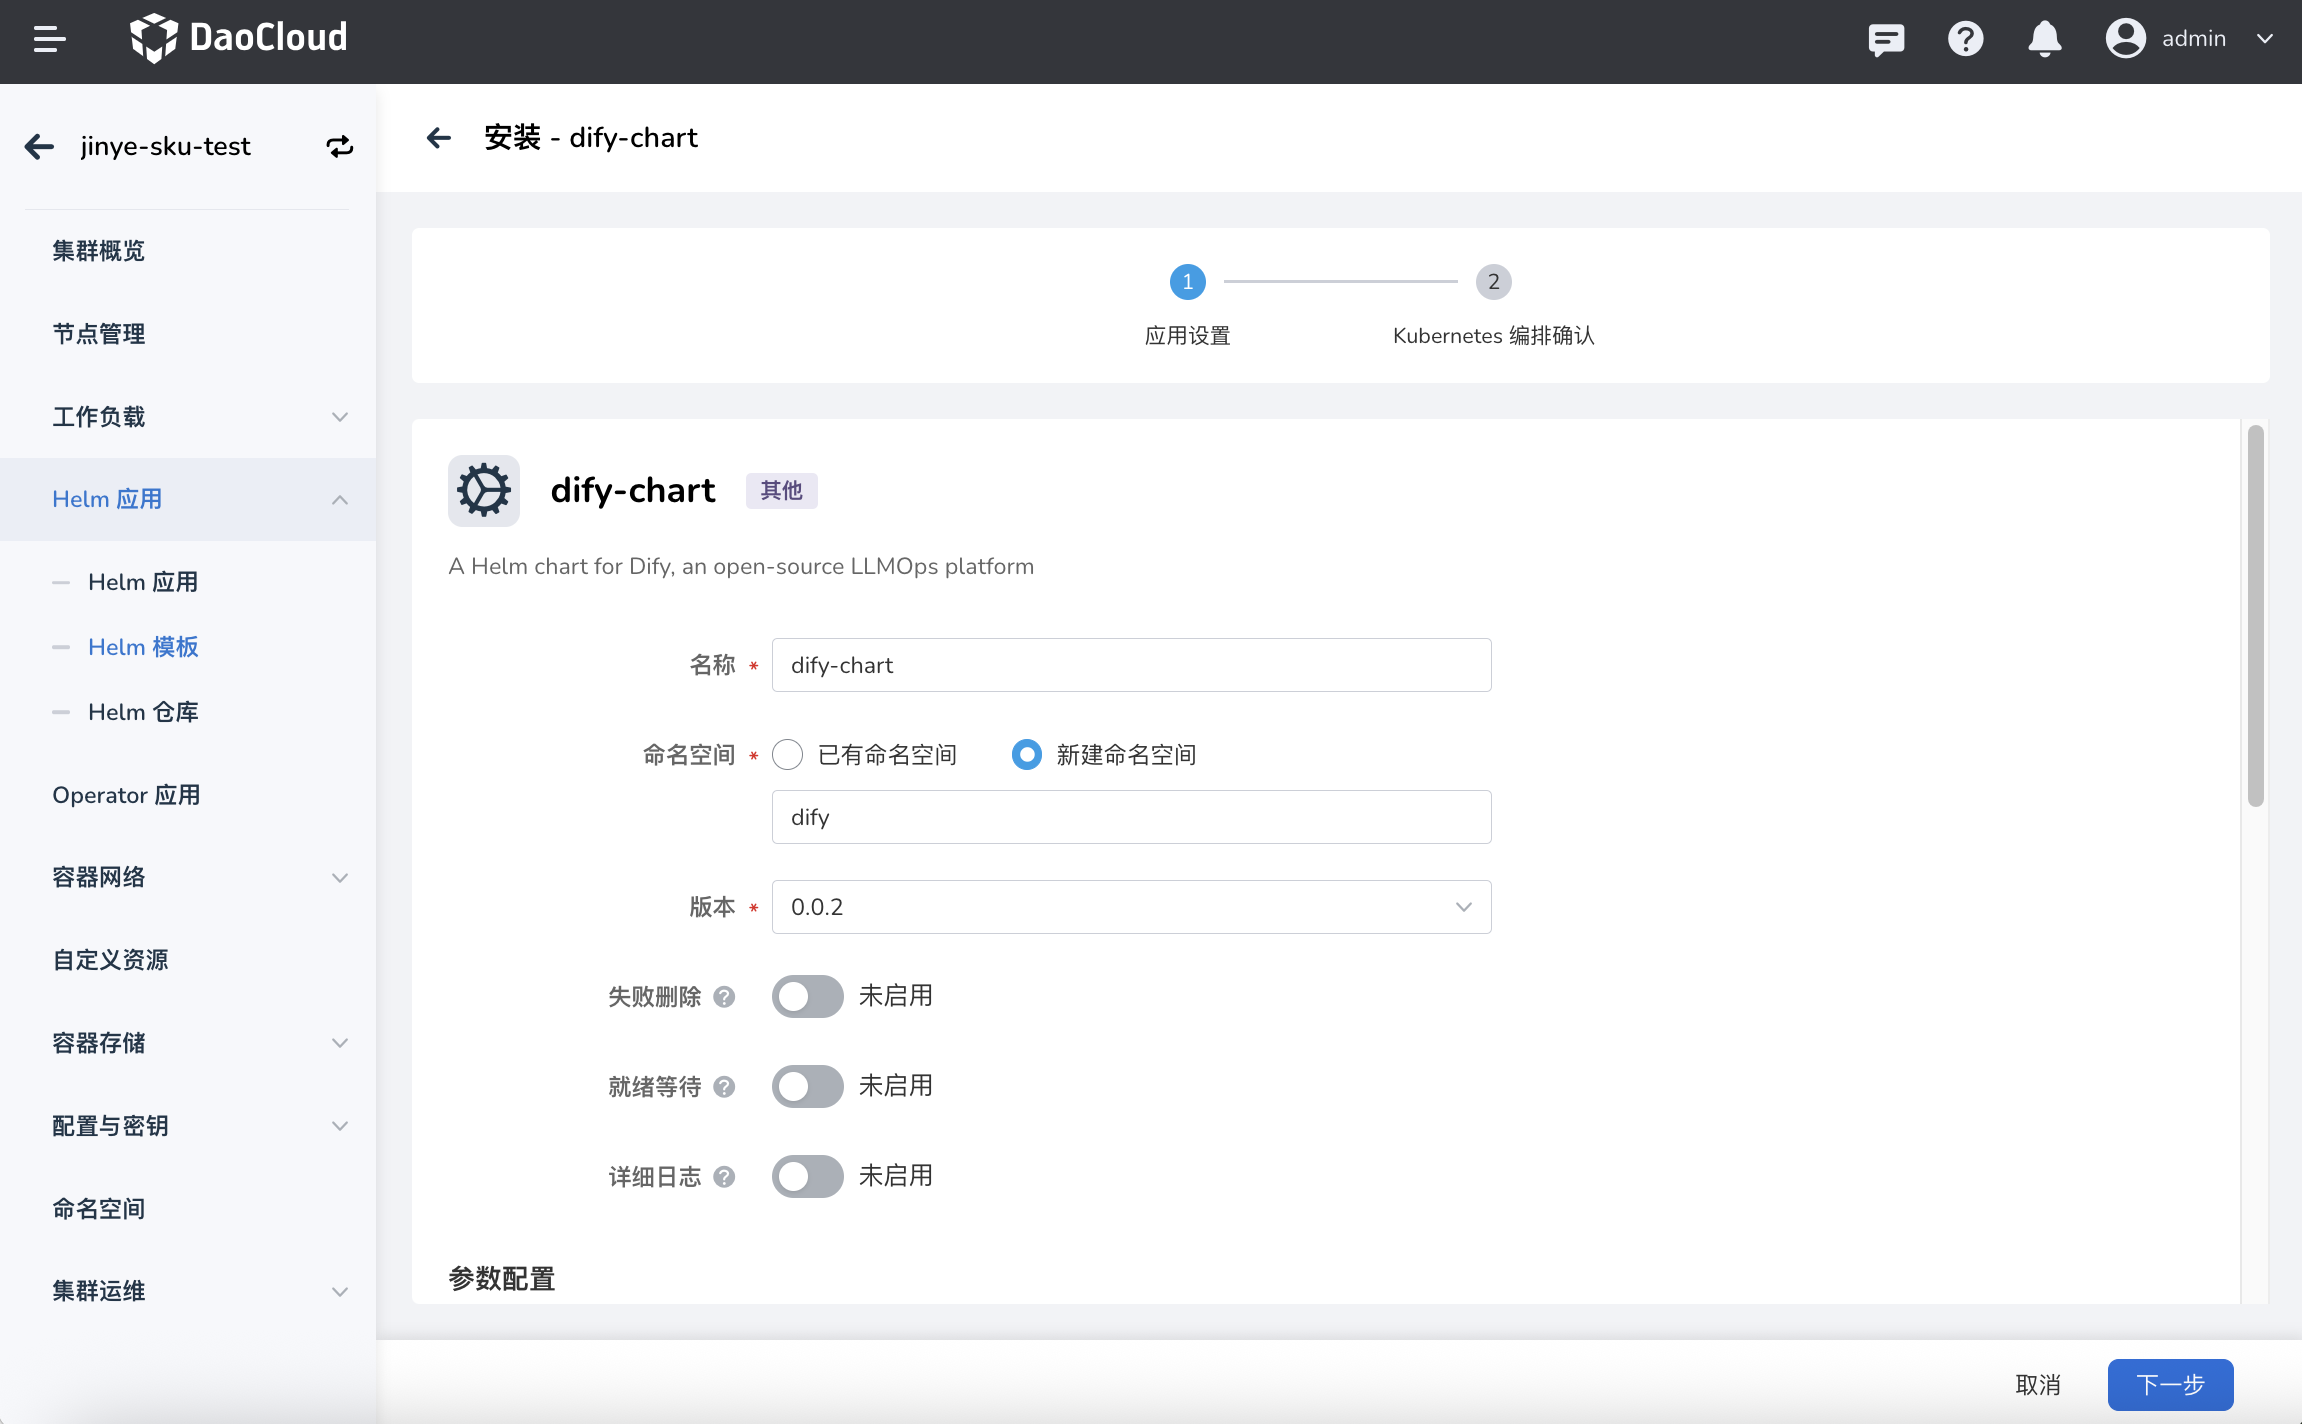 DaoCloud
admin
jinye-sku-test
集群概览
节点管理
工作负载
Helm 应用
Helm 应用
Helm 模板
Helm 仓库
Operator 应用
容器网络
自定义资源
容器存储
配置与密钥
命名空间
集群运维
安装 - dify-chart
1
2
应用设置
Kubernetes 编排确认
dify-chart
其他
A Helm chart for Dify, an open-source LLMOps platform
名称 *
dify-chart
命名空间 *
已有命名空间
新建命名空间
dify
版本 *
0.0.2
失败删除 ?
未启用
就绪等待 ?
未启用
详细日志 ?
未启用
参数配置
取消
下一步